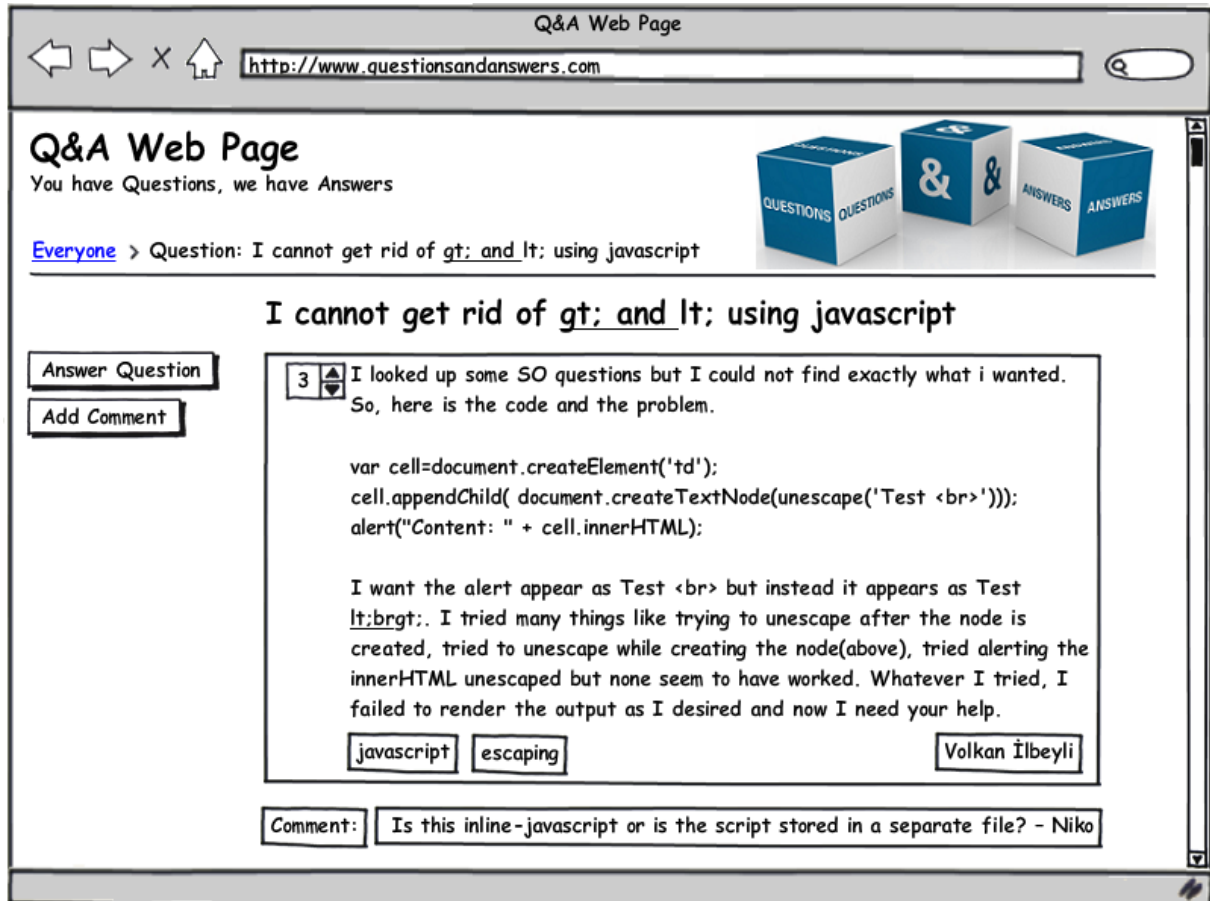 Q&A Web Page
http://www.questionsandanswers.com
Q&A Web Page
You have Questions, we have Answers
QUESTIONS
QUESTIONS
QUESTIONS
&
&
&
ANSWERS
ANSWERS
ANSWERS
Everyone > Question: I cannot get rid of gt; and lt; using javascript
I cannot get rid of gt; and lt; using javascript
Answer Question
Add Comment
3
I looked up some SO questions but I could not find exactly what i wanted.
So, here is the code and the problem.
var cell=document.createElement('td');
cell.appendChild( document.createTextNode(unescape('Test <br>')));
alert("Content: " + cell.innerHTML);
I want the alert appear as Test <br> but instead it appears as Test
lt;brgt;. I tried many things like trying to unescape after the node is
created, tried to unescape while creating the node(above), tried alerting the
innerHTML unescaped but none seem to have worked. Whatever I tried, I
failed to render the output as I desired and now I need your help.
javascript escaping Volkan İlbeyli
Comment: Is this inline-javascript or is the script stored in a separate file? - Niko